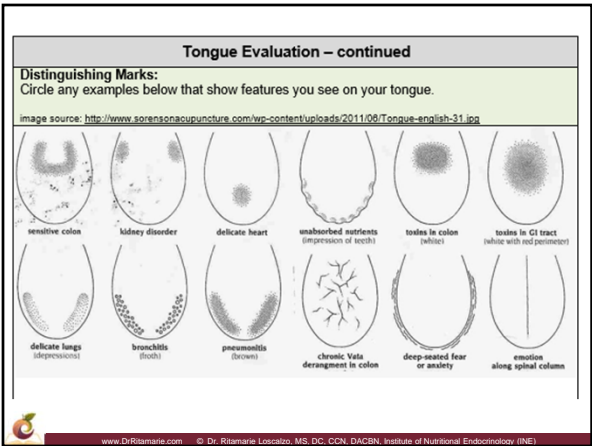 Tongue Evaluation – continued
Distinguishing Marks:
Circle any examples below that show features you see on your tongue.
image source: http://www.sorensonacupuncture.com/wp-content/uploads/2011/06/Tongue-english-31.jpg
sensitive colon
kidney disorder
delicate heart
unabsorbed nutrients
(impression of teeth)
toxins in colon
(white)
toxins in GI tract
(white with red perimeter)
delicate lungs
(depressions)
bronchitis
(froth)
pneumonitis
(brown)
chronic Vata
derangment in colon
deep-seated fear
or anxiety
emotion
along spinal column
www.DrRitamarie.com © Dr. Ritamarie Loscalzo, MS, DC, CCN, DACBN, Institute of Nutritional Endocrinology (INE)